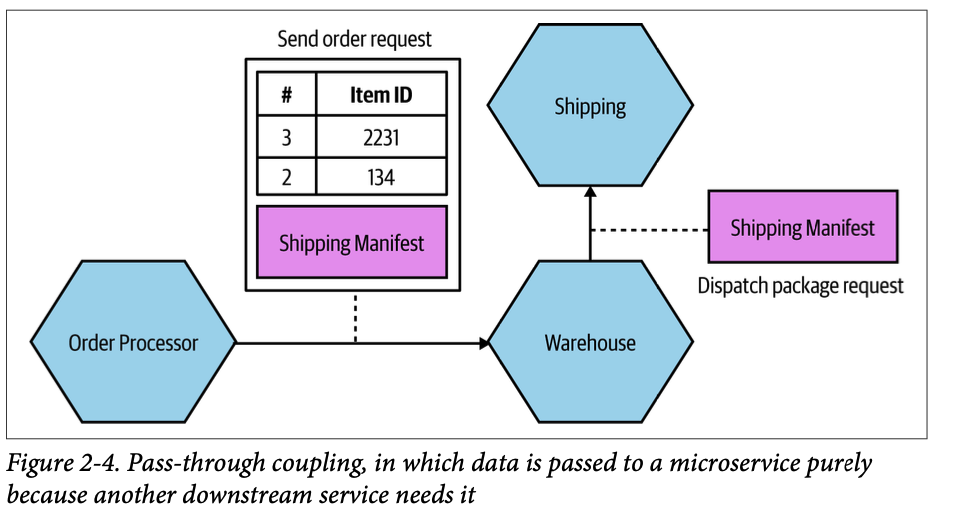 Send order request
# Item ID
3 2231
2 134
Shipping Manifest
Shipping
Shipping Manifest
Dispatch package request
Order Processor
Warehouse
Figure 2-4. Pass-through coupling, in which data is passed to a microservice purely
because another downstream service needs it